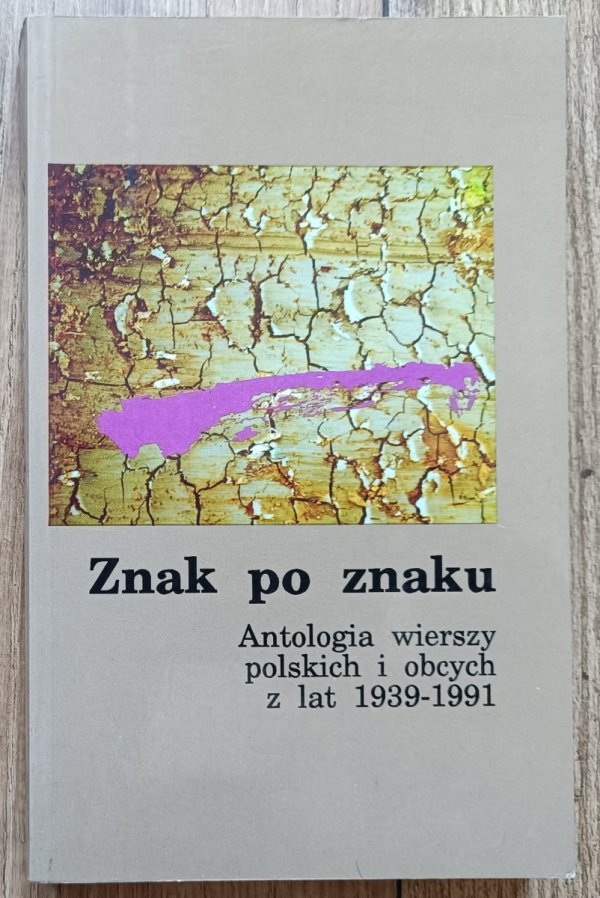 Znak po znaku
Antologia wierszy
polskich i obcych
z lat 1939-1991